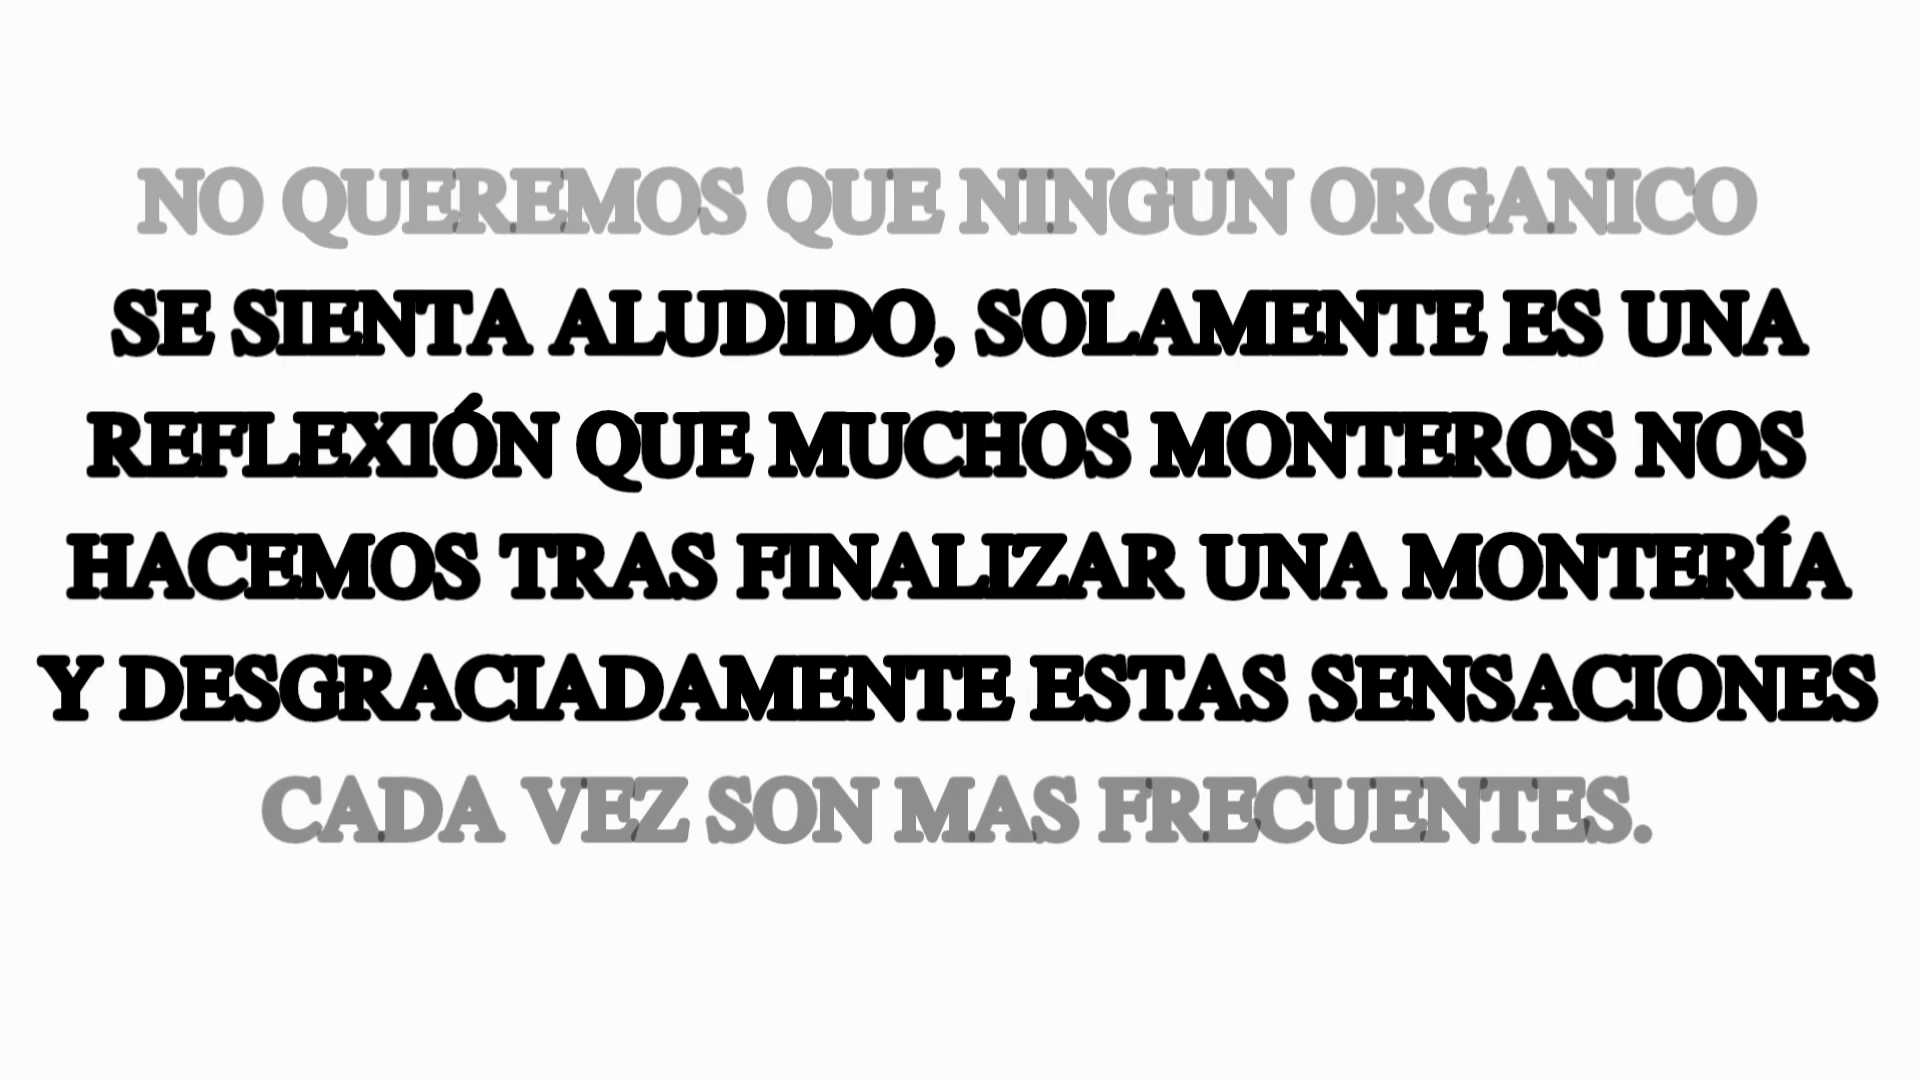 NO QUEREMOS QUE NINGUN ORGANICO
SE SIENTA ALUDIDO, SOLAMENTE ES UNA
REFLEXIÓN QUE MUCHOS MONTEROS NOS
HACEMOS TRAS FINALIZAR UNA MONTERÍA
Y DESGRACIADAMENTE ESTAS SENSACIONES
CADA VEZ SON MAS FRECUENTES.